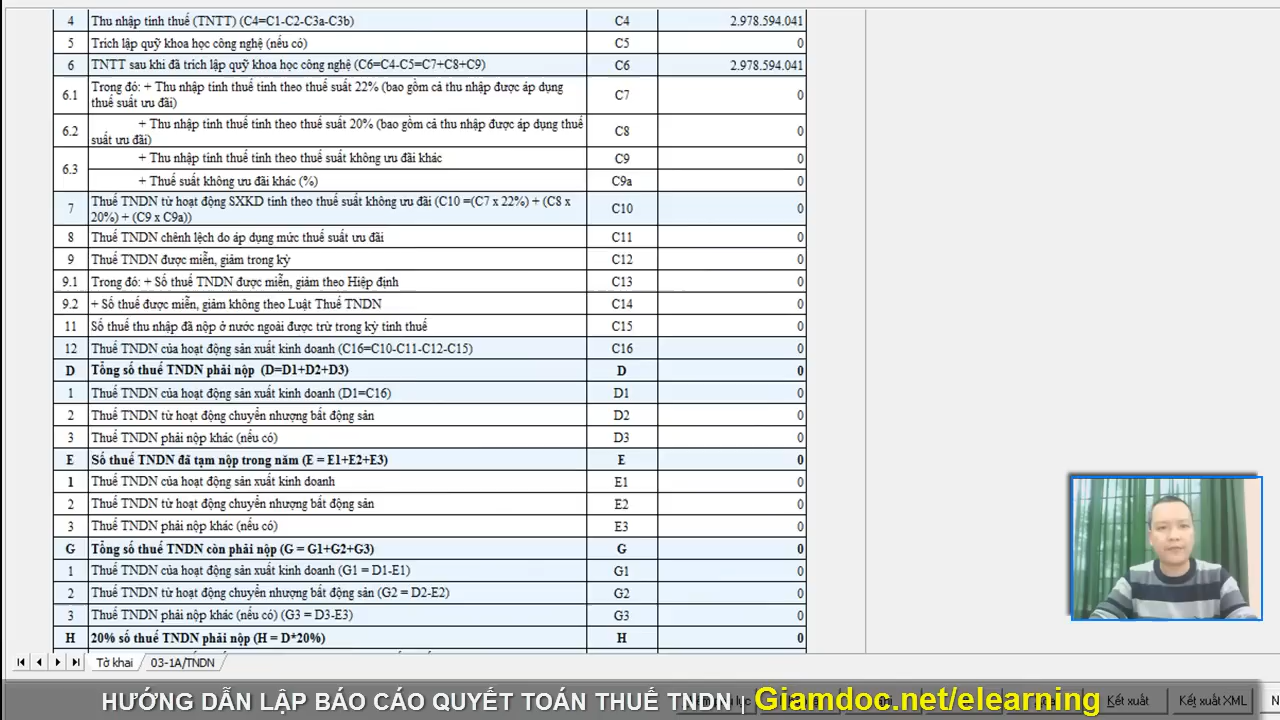 4 Thu nhập tính thuế (TNTT) (C4=C1-C2-C3a-C3b) C4 2.978.594.041
5 Trích lập quỹ khoa học công nghệ (nếu có) C5 0
6 TNTT sau khi đã trích lập quỹ khoa học công nghệ (C6=C4-C5=C7+C8+C9) C6 2.978.594.041
6.1 Trong đó: + Thu nhập tính thuế tính theo thuế suất 22% (bao gồm cả thu nhập được áp dụng C7 0
thuế suất ưu đãi)
6.2 + Thu nhập tính thuế tính theo thuế suất 20% (bao gồm cả thu nhập được áp dụng thuế C8 0
suất ưu đãi)
6.3 + Thu nhập tính thuế tính theo thuế suất không ưu đãi khác C9 0
+ Thuế suất không ưu đãi khác (%) C9a 0
7 Thuế TNDN từ hoạt động SXKD tính theo thuế suất không ưu đãi (C10 =(C7 x 22%) + (C8 x C10 0
20%) + (C9 x C9a))
8 Thuế TNDN chênh lệch do áp dụng mức thuế suất ưu đãi C11 0
9 Thuế TNDN được miễn, giảm trong kỳ C12 0
9.1 Trong đó: + Số thuế TNDN được miễn, giảm theo Hiệp định C13 0
9.2 + Số thuế được miễn, giảm không theo Luật Thuế TNDN C14 0
11 Số thuế thu nhập đã nộp ở nước ngoài được trừ trong kỳ tính thuế C15 0
12 Thuế TNDN của hoạt động sản xuất kinh doanh (C16=C10-C11-C12-C15) C16 0
D Tổng số thuế TNDN phải nộp (D=D1+D2+D3) D 0
1 Thuế TNDN của hoạt động sản xuất kinh doanh (D1=C16) D1 0
2 Thuế TNDN từ hoạt động chuyển nhượng bất động sản D2 0
3 Thuế TNDN phải nộp khác (nếu có) D3 0
E Số thuế TNDN đã tạm nộp trong năm (E = E1+E2+E3) E 0
1 Thuế TNDN của hoạt động sản xuất kinh doanh E1 0
2 Thuế TNDN từ hoạt động chuyển nhượng bất động sản E2 0
3 Thuế TNDN phải nộp khác (nếu có) E3 0
G Tổng số thuế TNDN còn phải nộp (G = G1+G2+G3) G 0
1 Thuế TNDN của hoạt động sản xuất kinh doanh (G1 = D1-E1) G1 0
2 Thuế TNDN từ hoạt động chuyển nhượng bất động sản (G2 = D2-E2) G2 0
3 Thuế TNDN phải nộp khác (nếu có) (G3 = D3-E3) G3 0
H 20% số thuế TNDN phải nộp (H = D*20%) H 0
Tờ khai 03-1A/TNDN
Kết xuất Kết xuất XML
HƯỚNG DẪN LẬP BÁO CÁO QUYẾT TOÁN THUẾ TNDN | Giamdoc.net/elearning